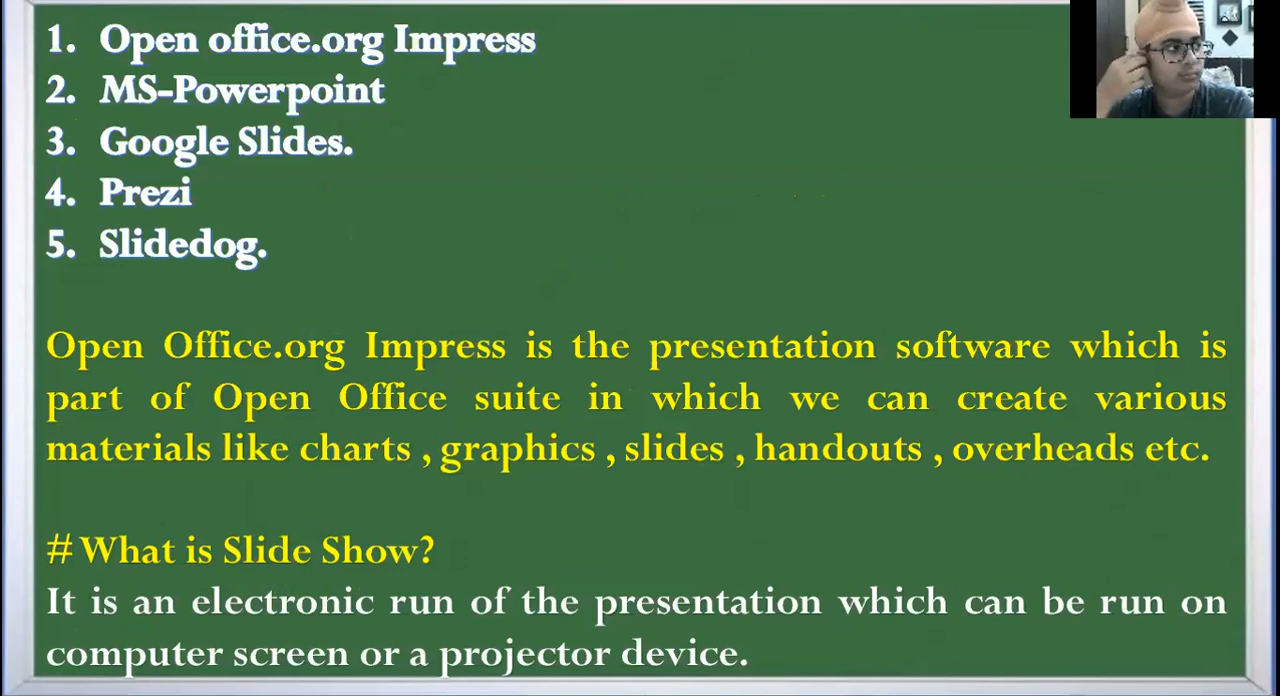 1. Open office.org Impress
2. MS-Powerpoint
3. Google Slides.
4. Prezi
5. Slidedog.
Open Office.org Impress is the presentation software which is
part of Open Office suite in which we can create various
materials like charts , graphics , slides , handouts , overheads etc.
# What is Slide Show?
It is an electronic run of the presentation which can be run on
computer screen or a projector device.